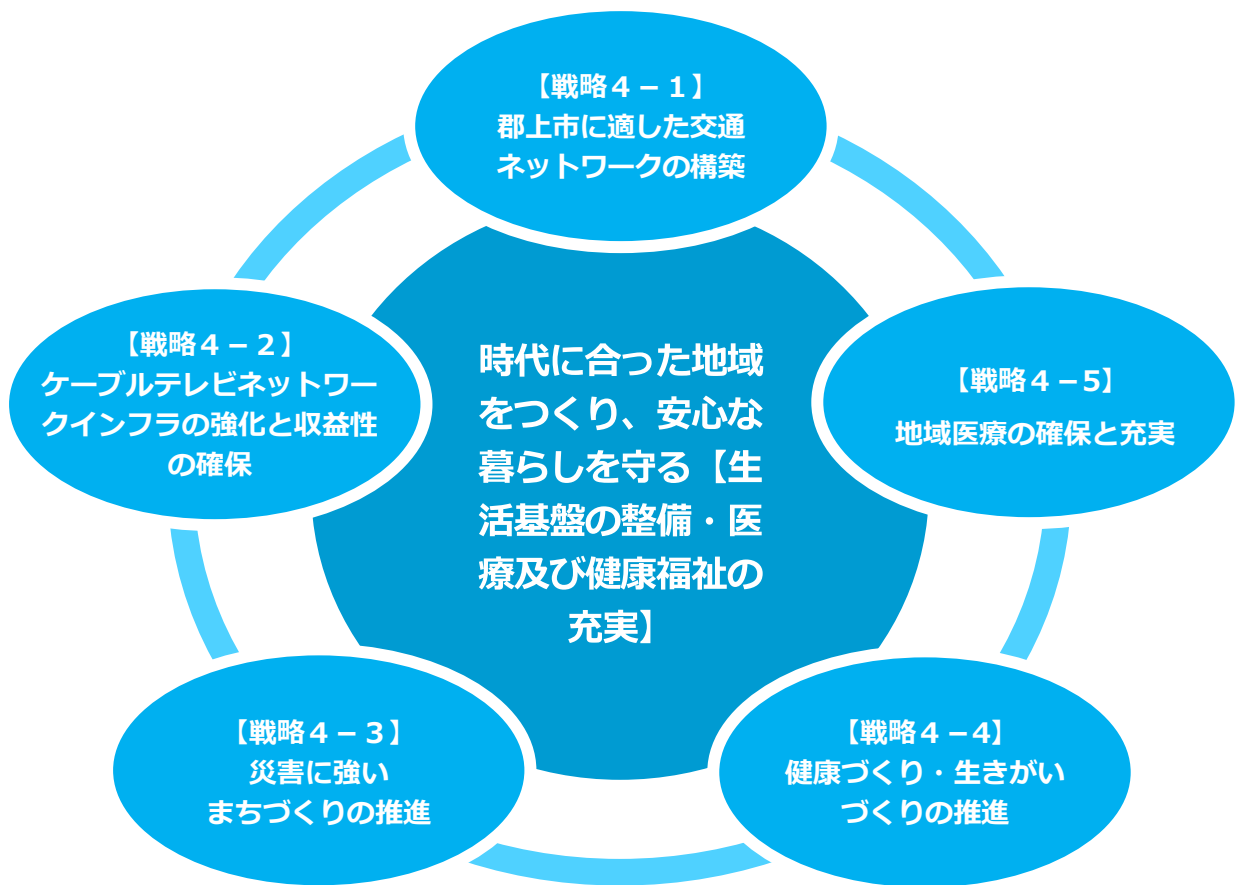 【戦略４－１】
郡上市に適した交通
ネットワークの構築
【戦略４－２】
ケーブルテレビネットワー
クインフラの強化と収益性
の確保
時代に合った地域
をつくり、安心な
暮らしを守る【生
活基盤の整備・医
療及び健康福祉の
充実】
【戦略４－5】
地域医療の確保と充実
【戦略４－３】
災害に強い
まちづくりの推進
【戦略４－4】
健康づくり・生きがい
づくりの推進